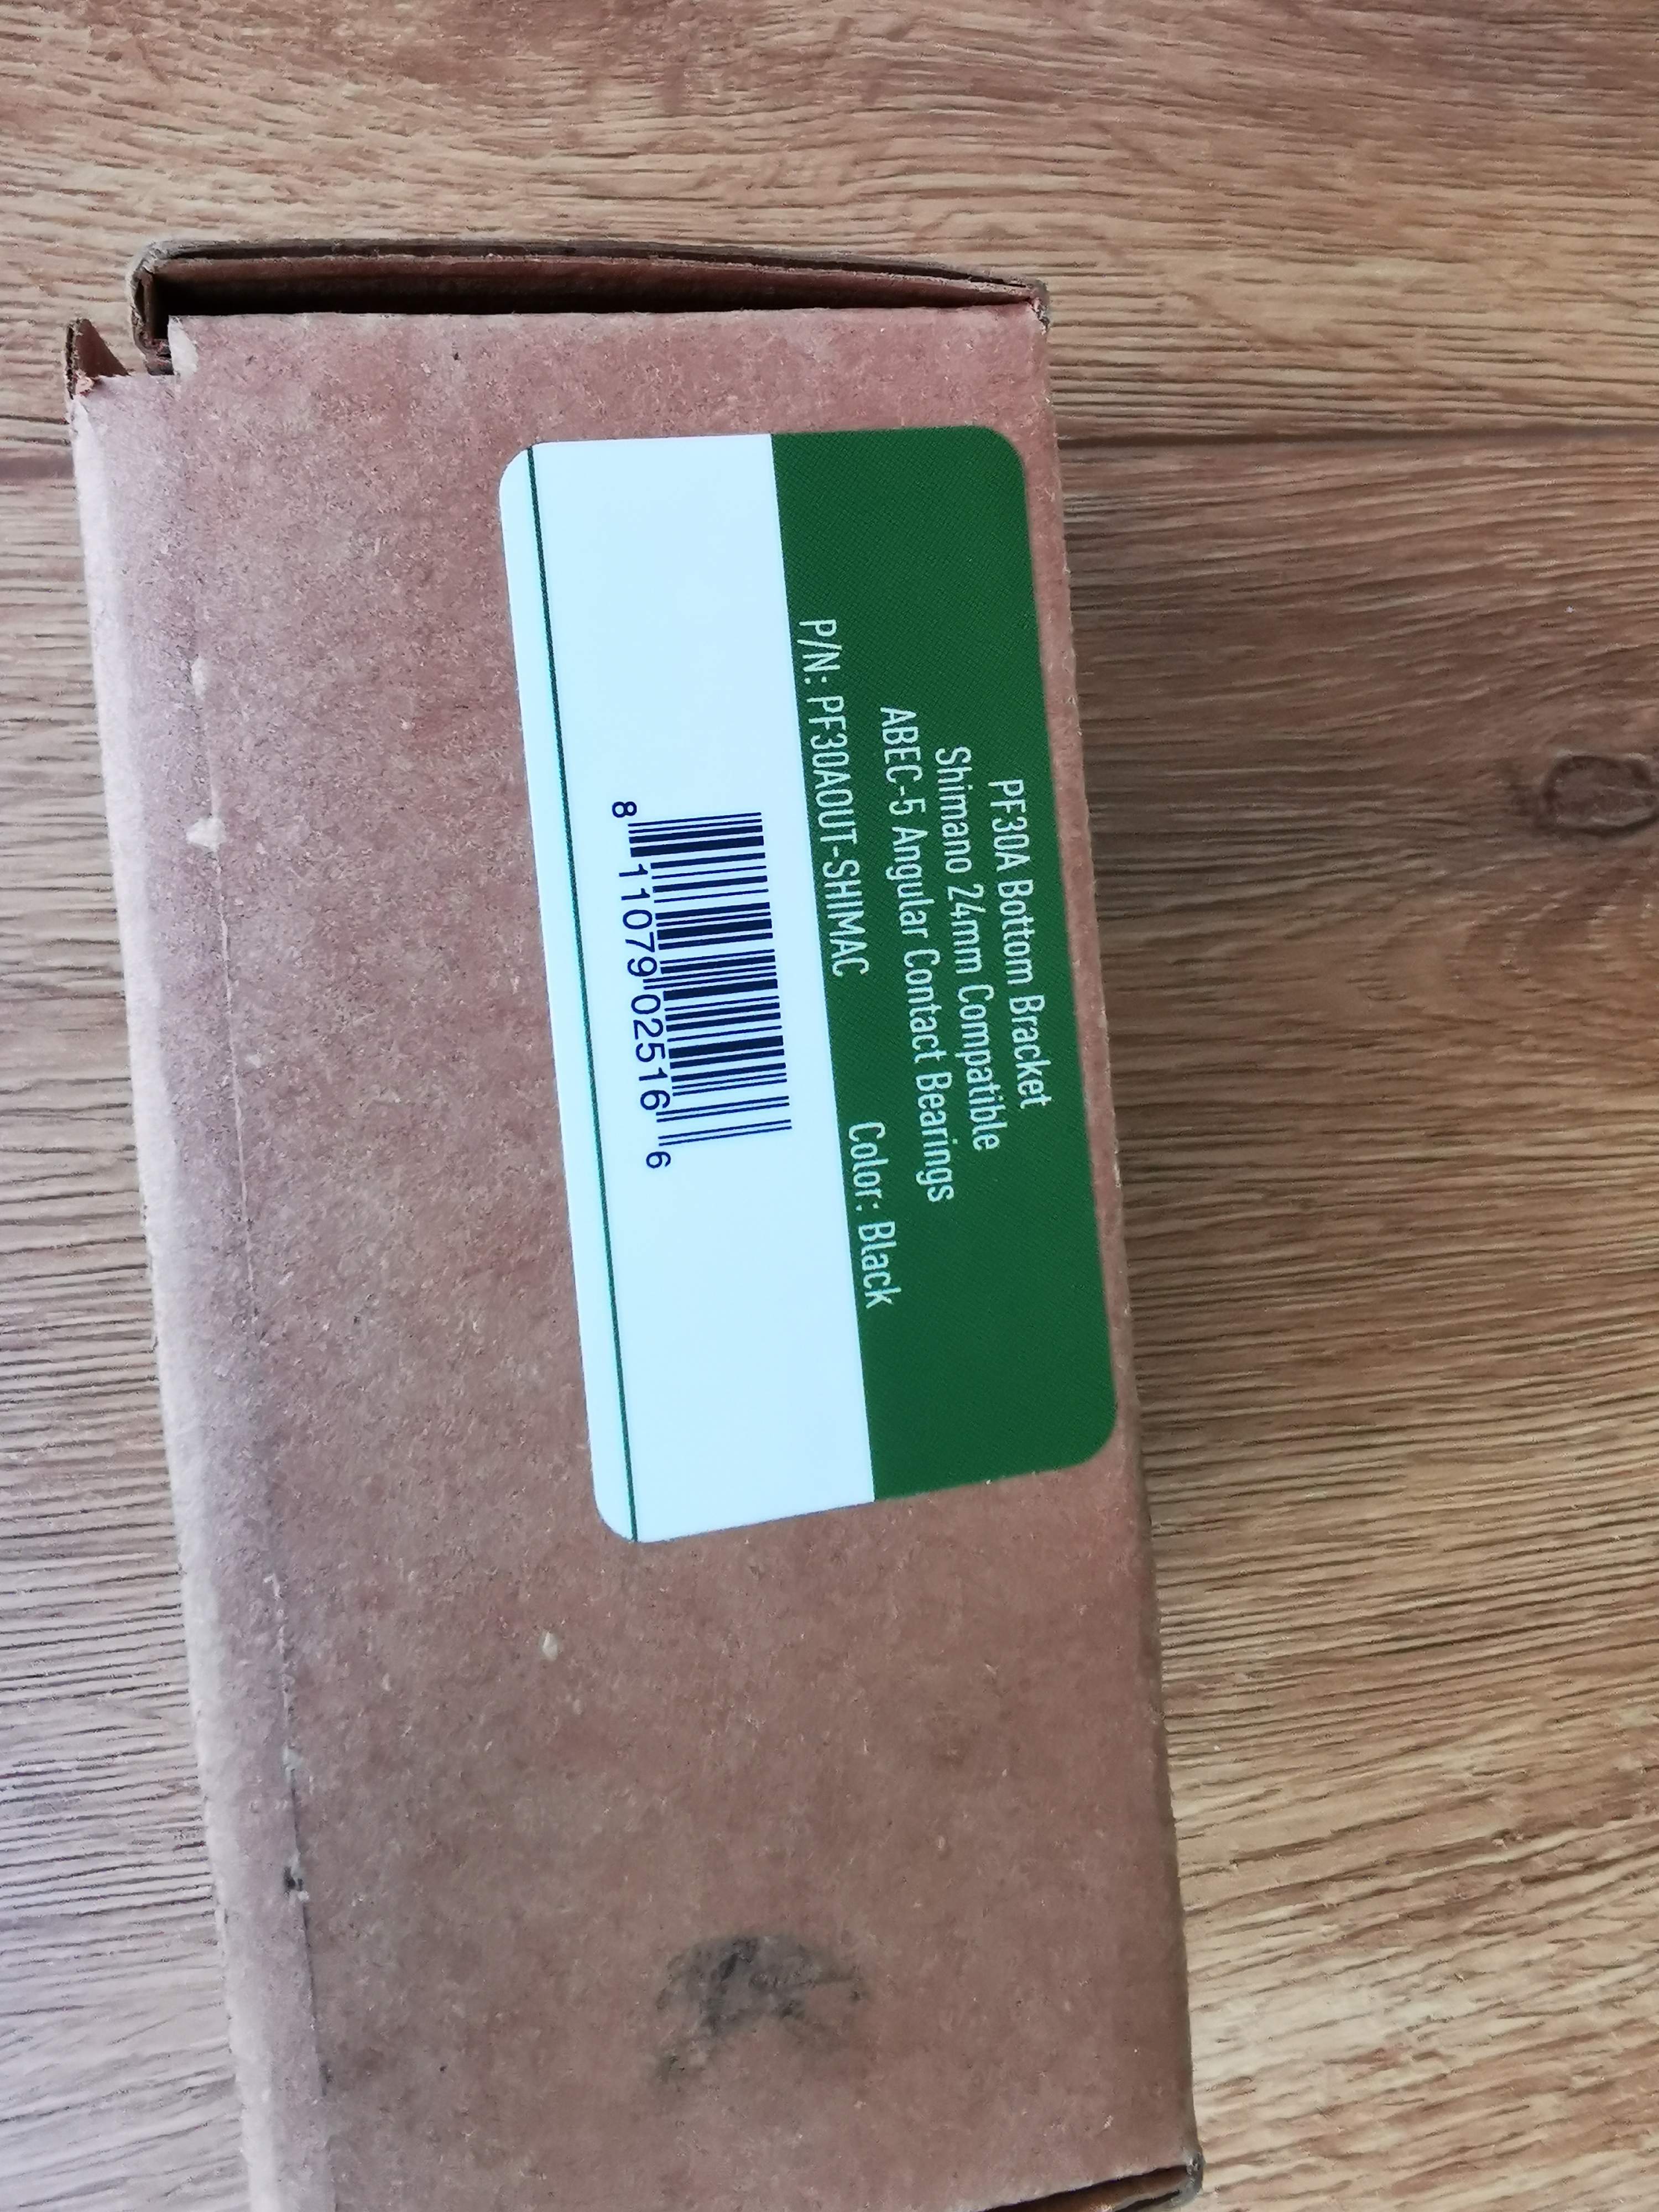 PF30A Bottom Bracket
Shimano 24mm Compatible
ABEC-5 Angular Contact Bearings
P/N: PF30AOUT-SHIMAC Color: Black
8 11079 02516 6